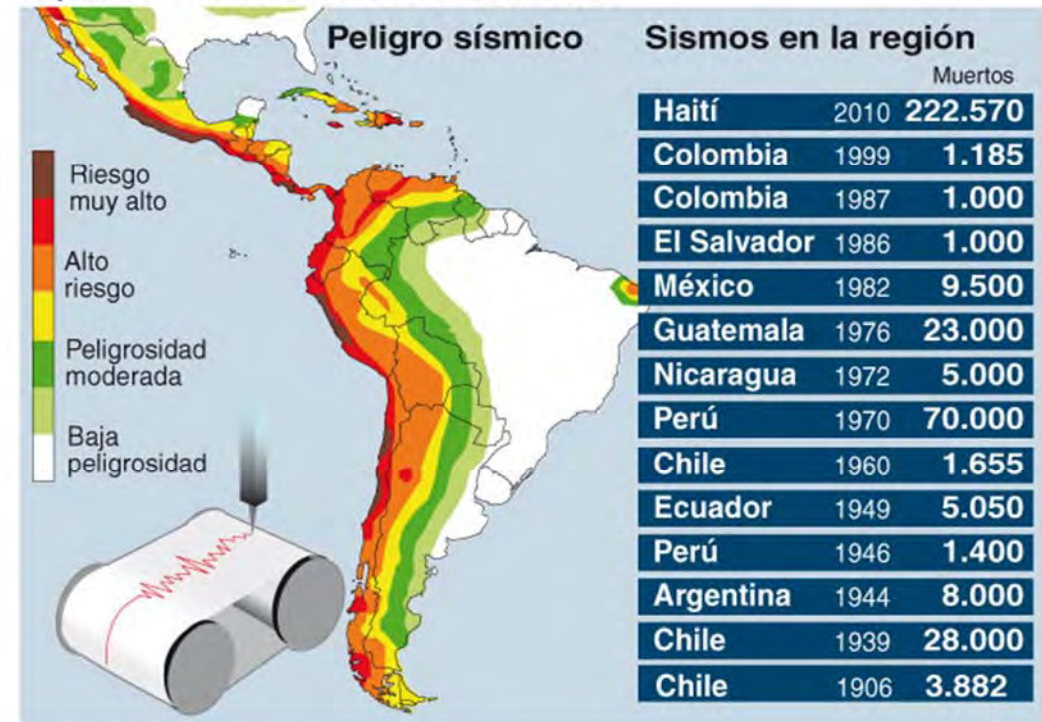 Peligro sísmico
Sismos en la región
Muertos
Haití 2010 222.570
Colombia 1999 1.185
Colombia 1987 1.000
El Salvador 1986 1.000
México 1982 9.500
Guatemala 1976 23.000
Nicaragua 1972 5.000
Perú 1970 70.000
Chile 1960 1.655
Ecuador 1949 5.050
Perú 1946 1.400
Argentina 1944 8.000
Chile 1939 28.000
Chile 1906 3.882
Riesgo
muy alto
Alto
riesgo
Peligrosidad
moderada
Baja
peligrosidad